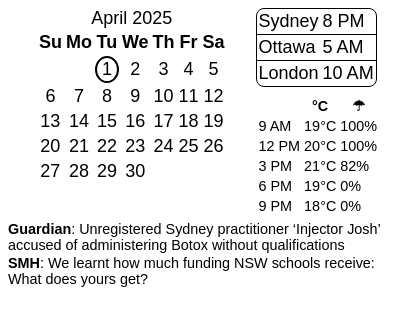 April 2025
Su Mo Tu We Th Fr Sa
1 2 3 4 5
6 7 8 9 10 11 12
13 14 15 16 17 18 19
20 21 22 23 24 25 26
27 28 29 30
Sydney 8 PM
Ottawa 5 AM
London 10 AM
°C ☂
9 AM 19°C 100%
12 PM 20°C 100%
3 PM 21°C 82%
6 PM 19°C 0%
9 PM 18°C 0%
Guardian: Unregistered Sydney practitioner ‘Injector Josh’
accused of administering Botox without qualifications
SMH: We learnt how much funding NSW schools receive:
What does yours get?